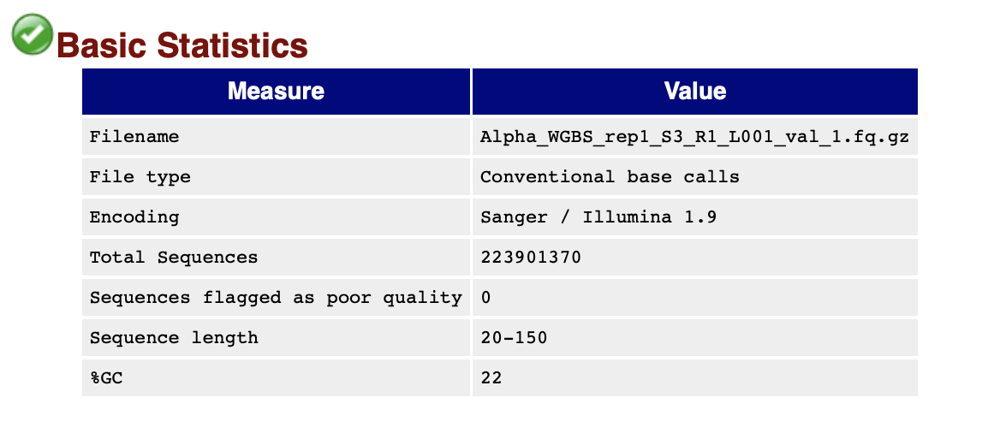 Basic Statistics
Measure Value
Filename Alpha_WGBS_rep1_S3_R1_L001_val_1.fq.gz
File type Conventional base calls
Encoding Sanger / Illumina 1.9
Total Sequences 223901370
Sequences flagged as poor quality 0
Sequence length 20-150
%GC 22